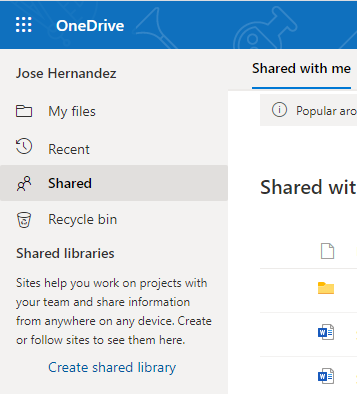 OneDrive
Jose Hernandez
My files
Recent
Shared
Recycle bin
Shared libraries
Sites help you work on projects with
your team and share information
from anywhere on any device. Create
or follow sites to see them here.
Create shared library
Shared with me
Popular aro
Shared wit